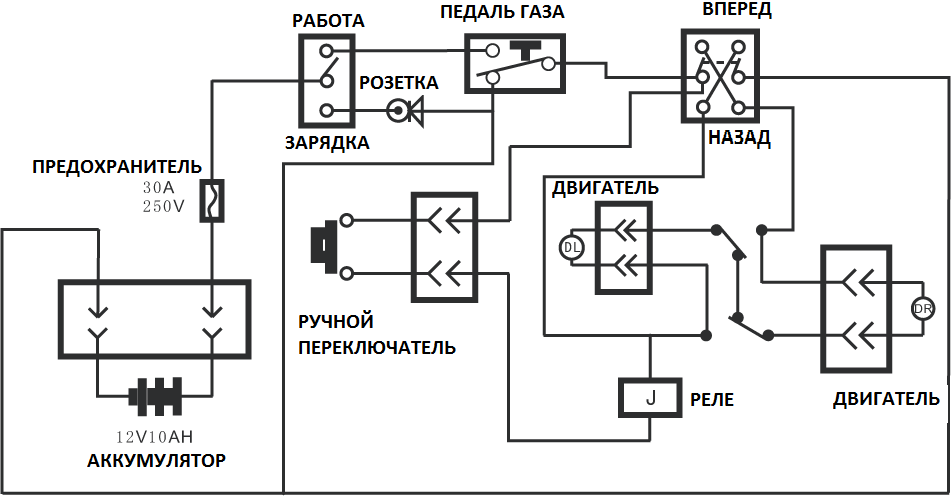 РАБОТА
ПЕДАЛЬ ГАЗА
ВПЕРЕД
РОЗЕТКА
ЗАРЯДКА
НАЗАД
ПРЕДОХРАНИТЕЛЬ
30A
250V
ДВИГАТЕЛЬ
DL
DR
РУЧНОЙ
ПЕРЕКЛЮЧАТЕЛЬ
J
РЕЛЕ
ДВИГАТЕЛЬ
12V10AH
АККУМУЛЯТОР